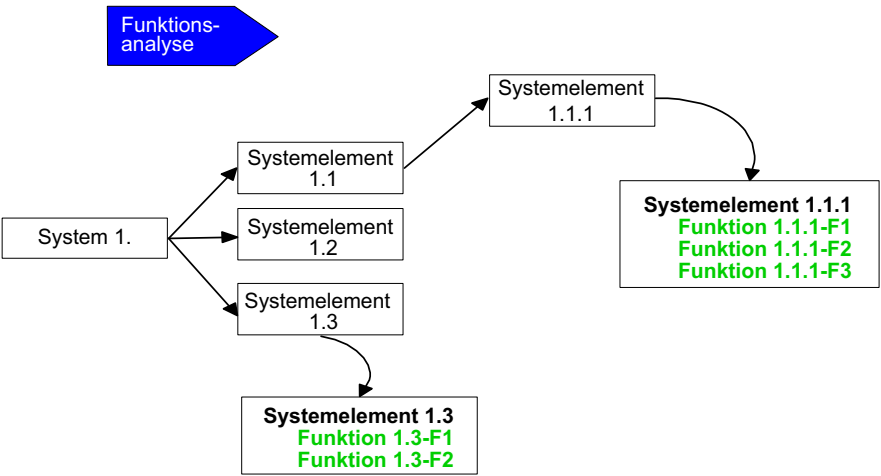 Funktions-
analyse
Systemelement
1.1.1
Systemelement
1.1
Systemelement 1.1.1
Funktion 1.1.1-F1
Funktion 1.1.1-F2
Funktion 1.1.1-F3
System 1.
Systemelement
1.2
Systemelement
1.3
Systemelement 1.3
Funktion 1.3-F1
Funktion 1.3-F2